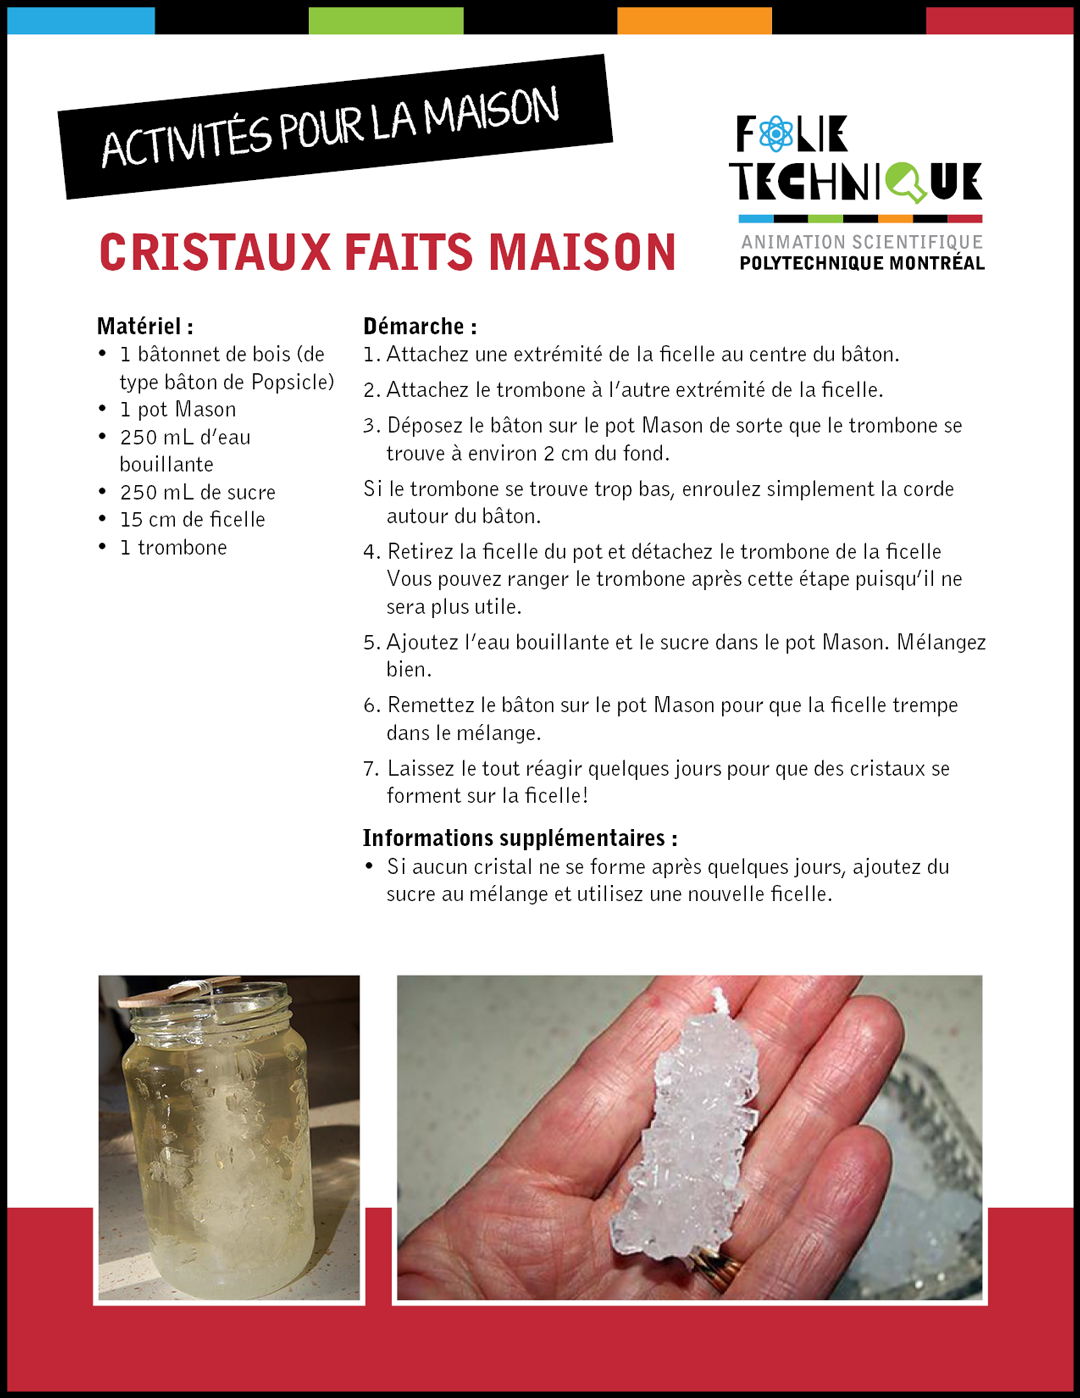 ACTIVITÉS POUR LA MAISON
FOLIE
TECHNIQUE
ANIMATION SCIENTIFIQUE
POLYTECHNIQUE MONTRÉAL
CRISTAUX FAITS MAISON
Matériel :
• 1 bâtonnet de bois (de
type bâton de Popsicle)
• 1 pot Mason
• 250 mL d’eau
bouillante
• 250 mL de sucre
• 15 cm de ficelle
• 1 trombone
Démarche :
1. Attachez une extrémité de la ficelle au centre du bâton.
2. Attachez le trombone à l’autre extrémité de la ficelle.
3. Déposez le bâton sur le pot Mason de sorte que le trombone se
trouve à environ 2 cm du fond.
Si le trombone se trouve trop bas, enroulez simplement la corde
autour du bâton.
4. Retirez la ficelle du pot et détachez le trombone de la ficelle
Vous pouvez ranger le trombone après cette étape puisqu’il ne
sera plus utile.
5. Ajoutez l’eau bouillante et le sucre dans le pot Mason. Mélangez
bien.
6. Remettez le bâton sur le pot Mason pour que la ficelle trempe
dans le mélange.
7. Laissez le tout réagir quelques jours pour que des cristaux se
forment sur la ficelle!
Informations supplémentaires :
• Si aucun cristal ne se forme après quelques jours, ajoutez du
sucre au mélange et utilisez une nouvelle ficelle.